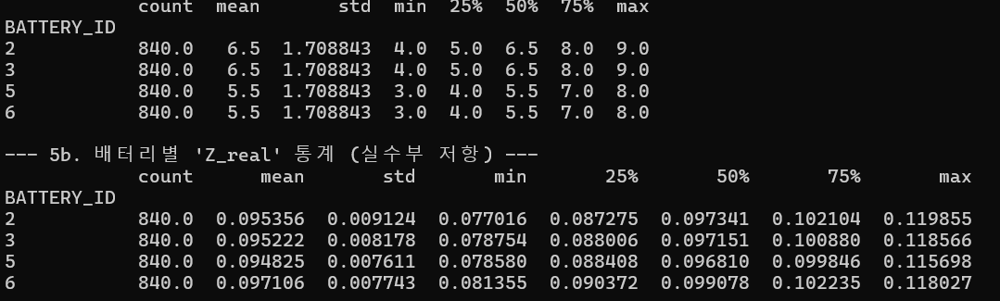 count mean std min 25% 50% 75% max
BATTERY_ID
2 840.0 6.5 1.708843 4.0 5.0 6.5 8.0 9.0
3 840.0 6.5 1.708843 4.0 5.0 6.5 8.0 9.0
5 840.0 5.5 1.708843 3.0 4.0 5.5 7.0 8.0
6 840.0 5.5 1.708843 3.0 4.0 5.5 7.0 8.0
--- 5b. 배터리별 'Z_real' 통계 (실수부 저항) ---
count mean std min 25% 50% 75% max
BATTERY_ID
2 840.0 0.095356 0.009124 0.077016 0.087275 0.097341 0.102104 0.119855
3 840.0 0.095222 0.008178 0.078754 0.088006 0.097151 0.100880 0.118566
5 840.0 0.094825 0.007611 0.078580 0.088408 0.096810 0.099846 0.115698
6 840.0 0.097106 0.007743 0.081355 0.090372 0.099078 0.102235 0.118027